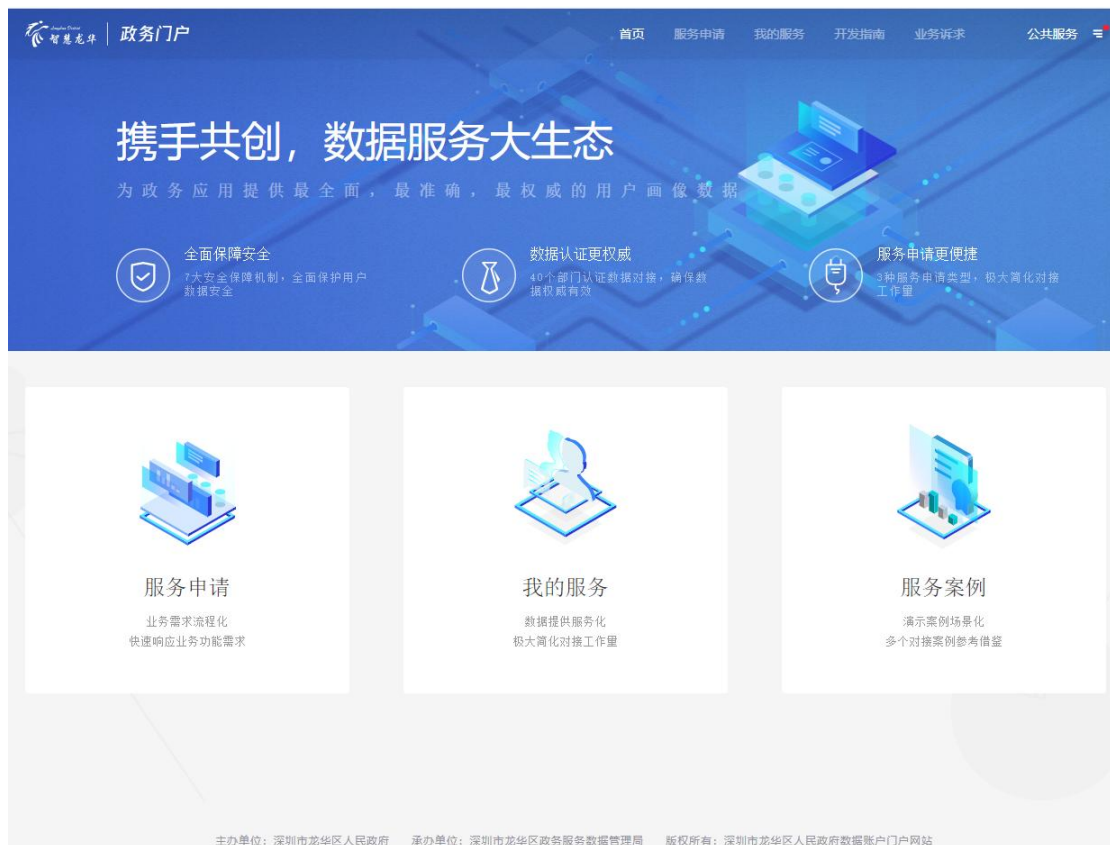 智慧龙华 政务门户 首页 服务申请 我的服务 开发指南 业务诉求 公共服务
携手共创，数据服务大生态
为政务应用提供最全面，最准确，最权威的用户画像数据
全面保障安全
7大安全保障机制，全面保护用户
数据安全
数据认证更权威
40个部门认证数据对接，确保数
据权威有效
服务申请更便捷
3种服务申请类型，极大简化对接
工作量
服务申请
业务需求流程化
快速响应业务功能需求
我的服务
数据提供服务化
极大简化对接工作量
服务案例
演示案例场景化
多个对接案例参考借鉴
主办单位：深圳市龙华区人民政府 承办单位：深圳市龙华区政务服务数据管理局 版权所有：深圳市龙华区人民政府数据账户门户网站